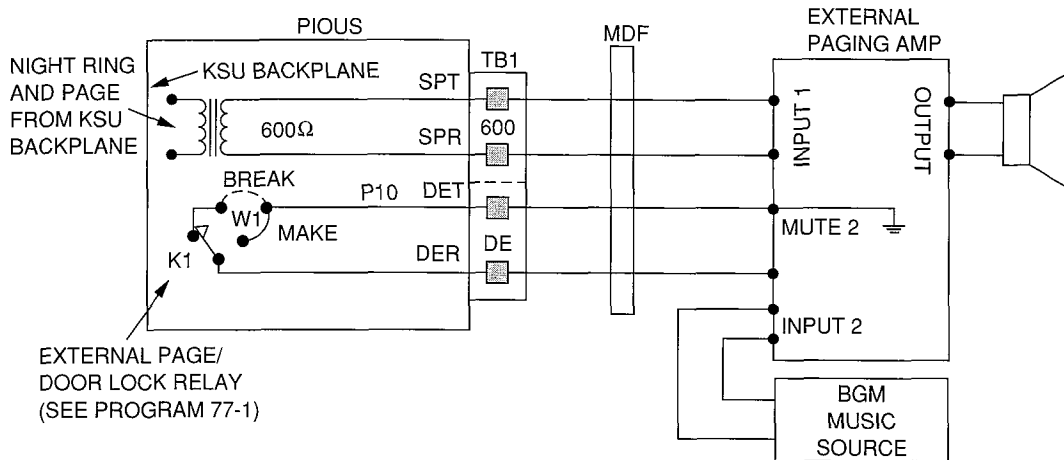 PIOUS
MDF
EXTERNAL
PAGING AMP
NIGHT RING
AND PAGE
FROM KSU
BACKPLANE
KSU BACKPLANE
TB1
SPT
600Ω
600
SPR
INPUT 1
OUTPUT
BREAK
P10
DET
W1
MAKE
MUTE 2
K1
DER
DE
INPUT 2
EXTERNAL PAGE/
DOOR LOCK RELAY
(SEE PROGRAM 77-1)
BGM
MUSIC
SOURCE